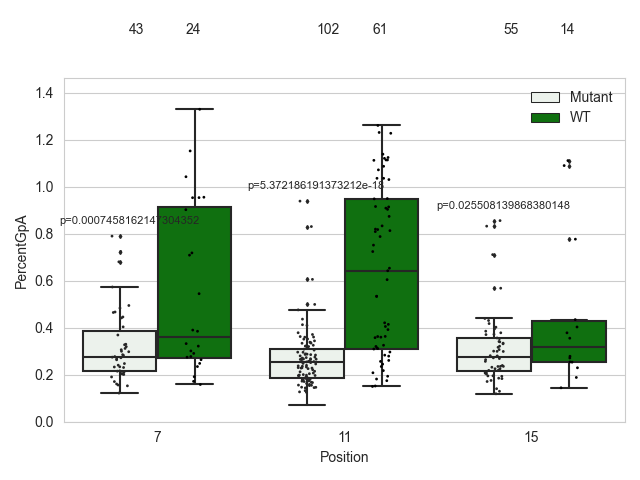 43 24 102 61 55 14
1.4
Mutant
WT
1.2
1.0
p=5.372186191373212e-18
p=0.025508139868380148
p=0.0007458162147304352
0.8
0.6
0.4
0.2
0.0
PercentGpA
7 11 15
Position